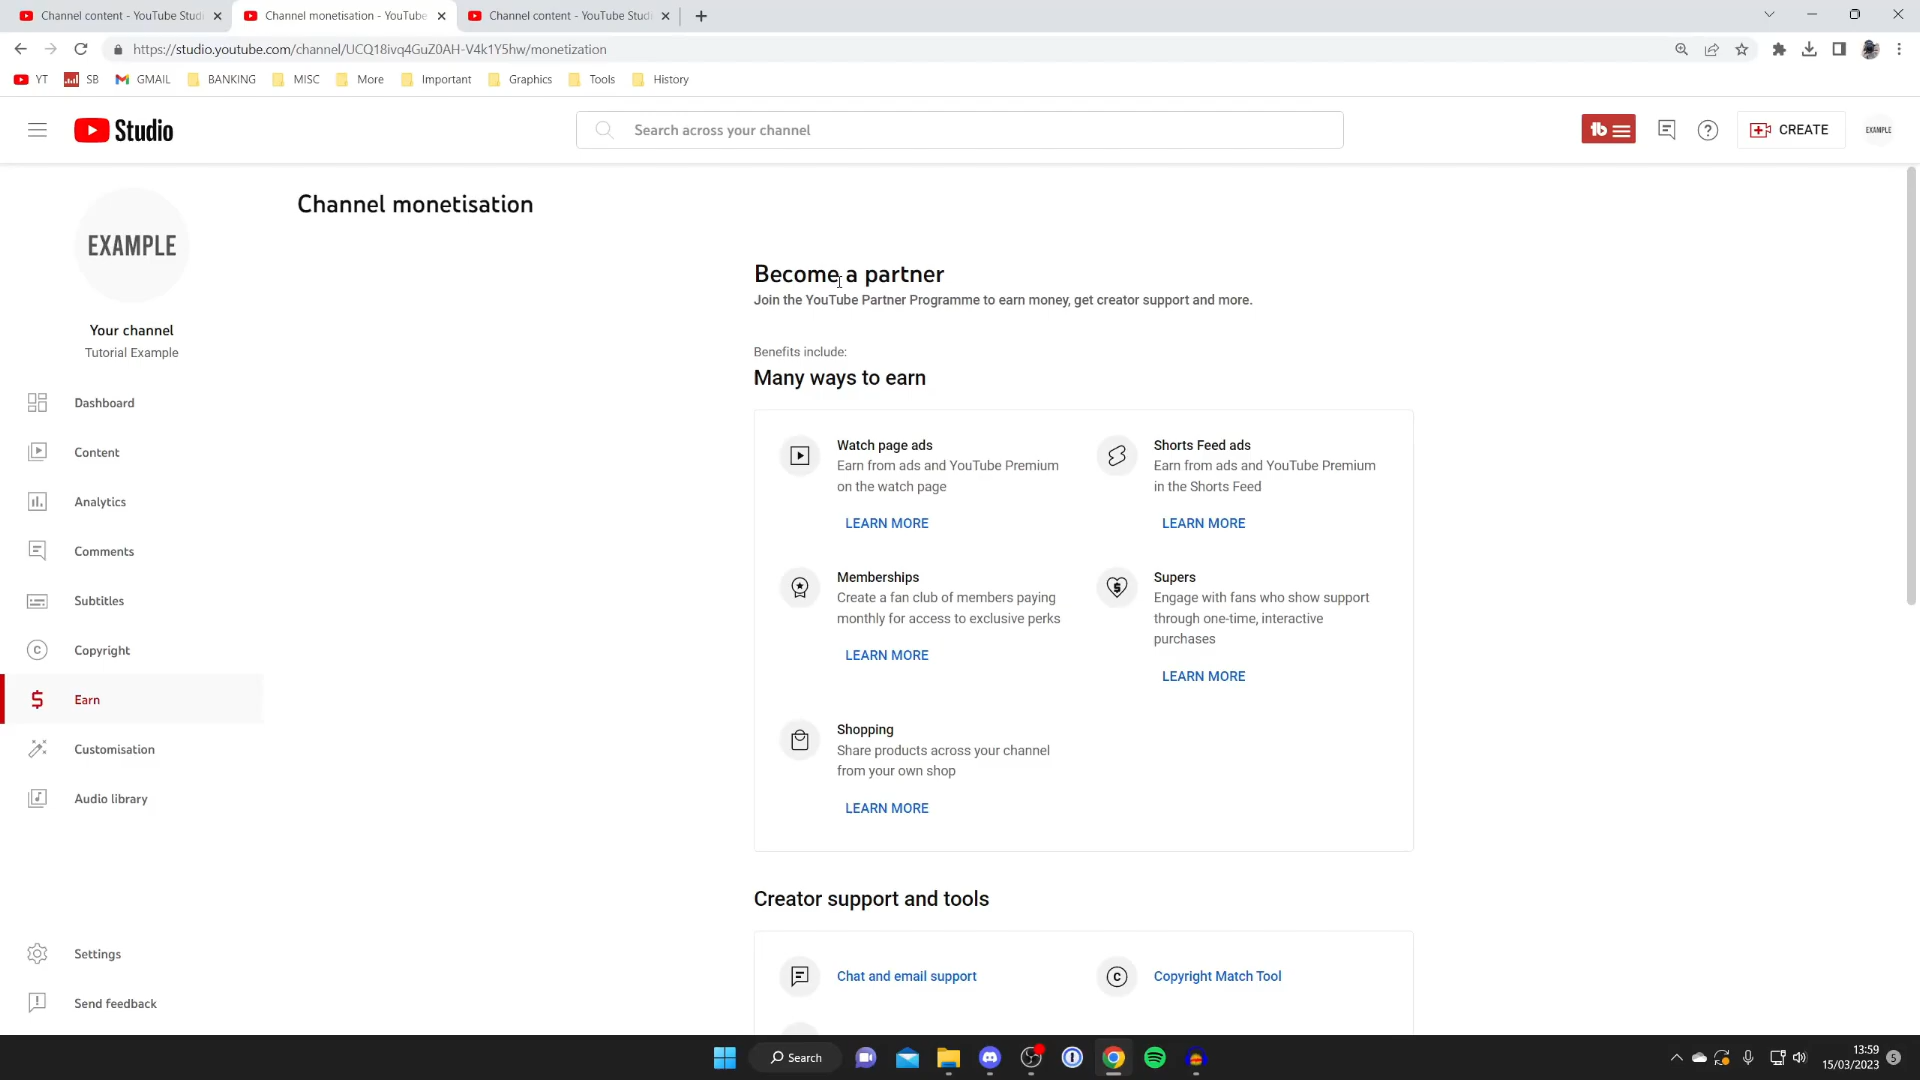 Channel content - YouTube Studi
Channel monetisation - YouTube
Channel content - YouTube Studi
https://studio.youtube.com/channel/UCQ18ivq4GuZ0AH-V4k1Y5hw/monetization
YT
SB
GMAIL
BANKING
MISC
More
Important
Graphics
Tools
History
Studio
Search across your channel
CREATE
EXAMPLE
EXAMPLE
Your channel
Tutorial Example
Dashboard
Content
Analytics
Comments
Subtitles
Copyright
Earn
Customisation
Audio library
Settings
Send feedback
Channel monetisation
Become a partner
Join the YouTube Partner Programme to earn money, get creator support and more.
Benefits include:
Many ways to earn
Watch page ads
Earn from ads and YouTube Premium
on the watch page
LEARN MORE
Shorts Feed ads
Earn from ads and YouTube Premium
in the Shorts Feed
LEARN MORE
Memberships
Create a fan club of members paying
monthly for access to exclusive perks
LEARN MORE
Supers
Engage with fans who show support
through one-time, interactive
purchases
LEARN MORE
Shopping
Share products across your channel
from your own shop
LEARN MORE
Creator support and tools
Chat and email support
Copyright Match Tool
Search
13:59
15/03/2023
5